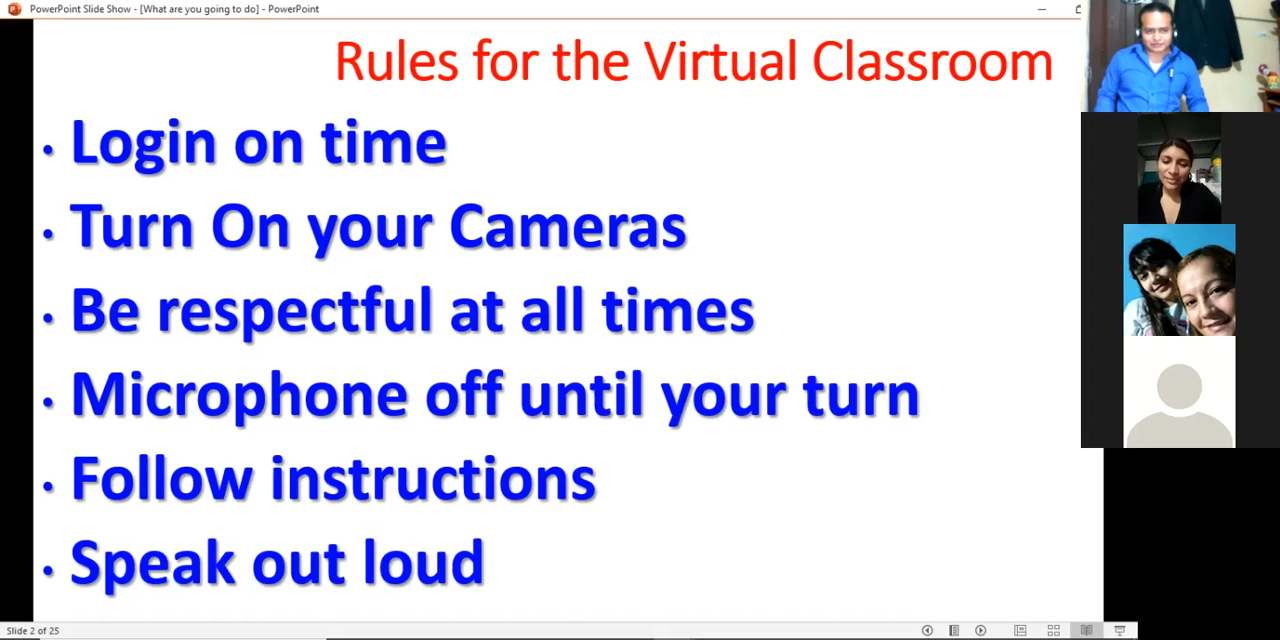 PowerPoint Slide Show - [What are you going to do] - PowerPoint
Rules for the Virtual Classroom
• Login on time
• Turn On your Cameras
• Be respectful at all times
• Microphone off until your turn
• Follow instructions
• Speak out loud
Slide 2 of 25